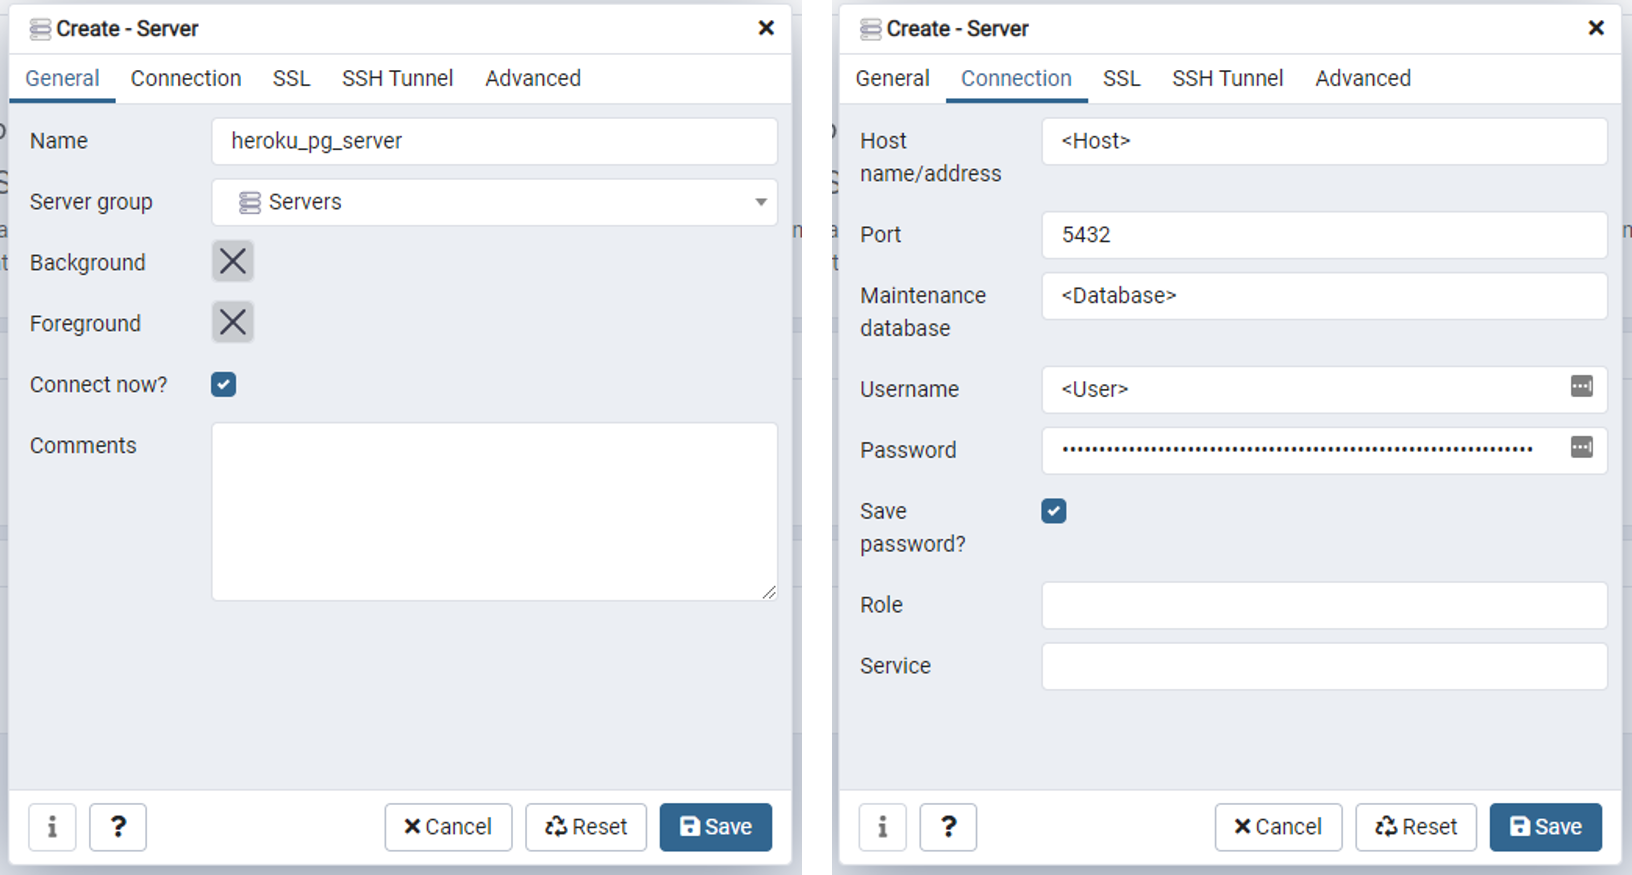 Create - Server
General Connection SSL SSH Tunnel Advanced
Name heroku_pg_server
Server group Servers
Background
Foreground
Connect now?
Comments
i ? Cancel Reset Save
Create - Server
General Connection SSL SSH Tunnel Advanced
Host
name/address <Host>
Port 5432
Maintenance
database <Database>
Username <User>
Password ••••••••••••••••••••••••••••••••••••••••••••••••••••••••••••••••
Save
password?
Role
Service
i ? Cancel Reset Save